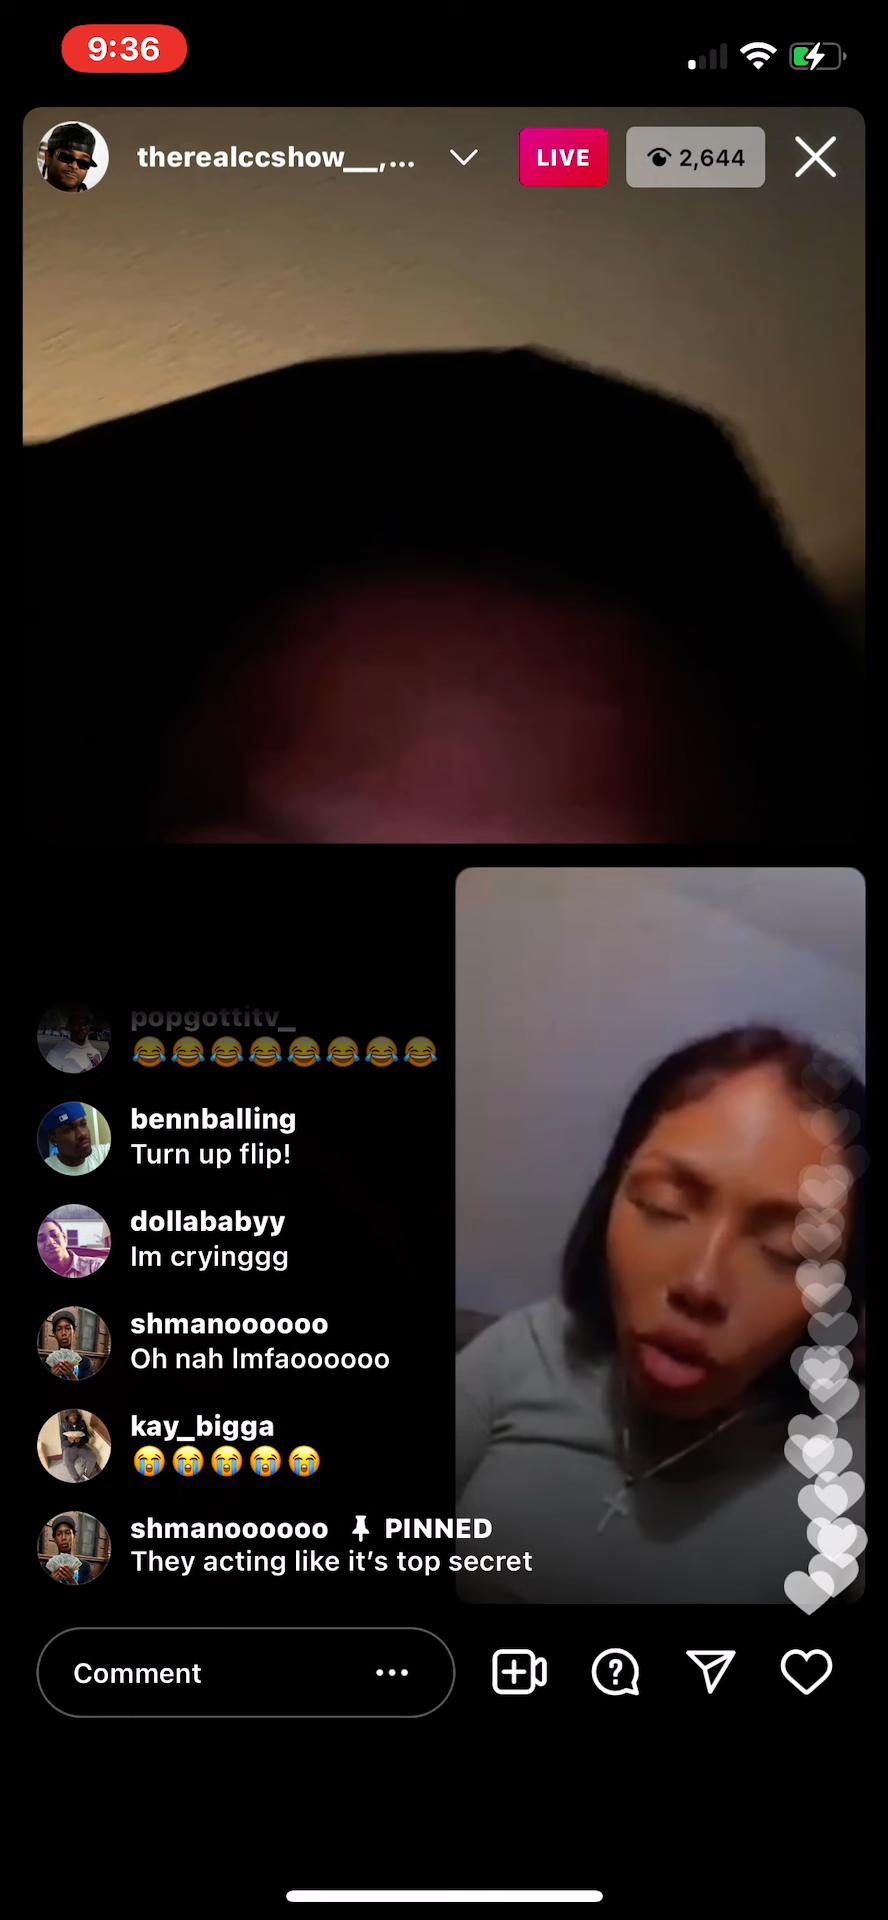 9:36
therealccshow__,...
LIVE
2,644
popgottitv_
😂😂😂😂😂😂😂😂
bennballing
Turn up flip!
dollababyy
Im cryinggg
shmanoooooo
Oh nah lmfaoooooo
kay_bigga
😭😭😭😭😭
shmanoooooo PINNED
They acting like it's top secret
Comment